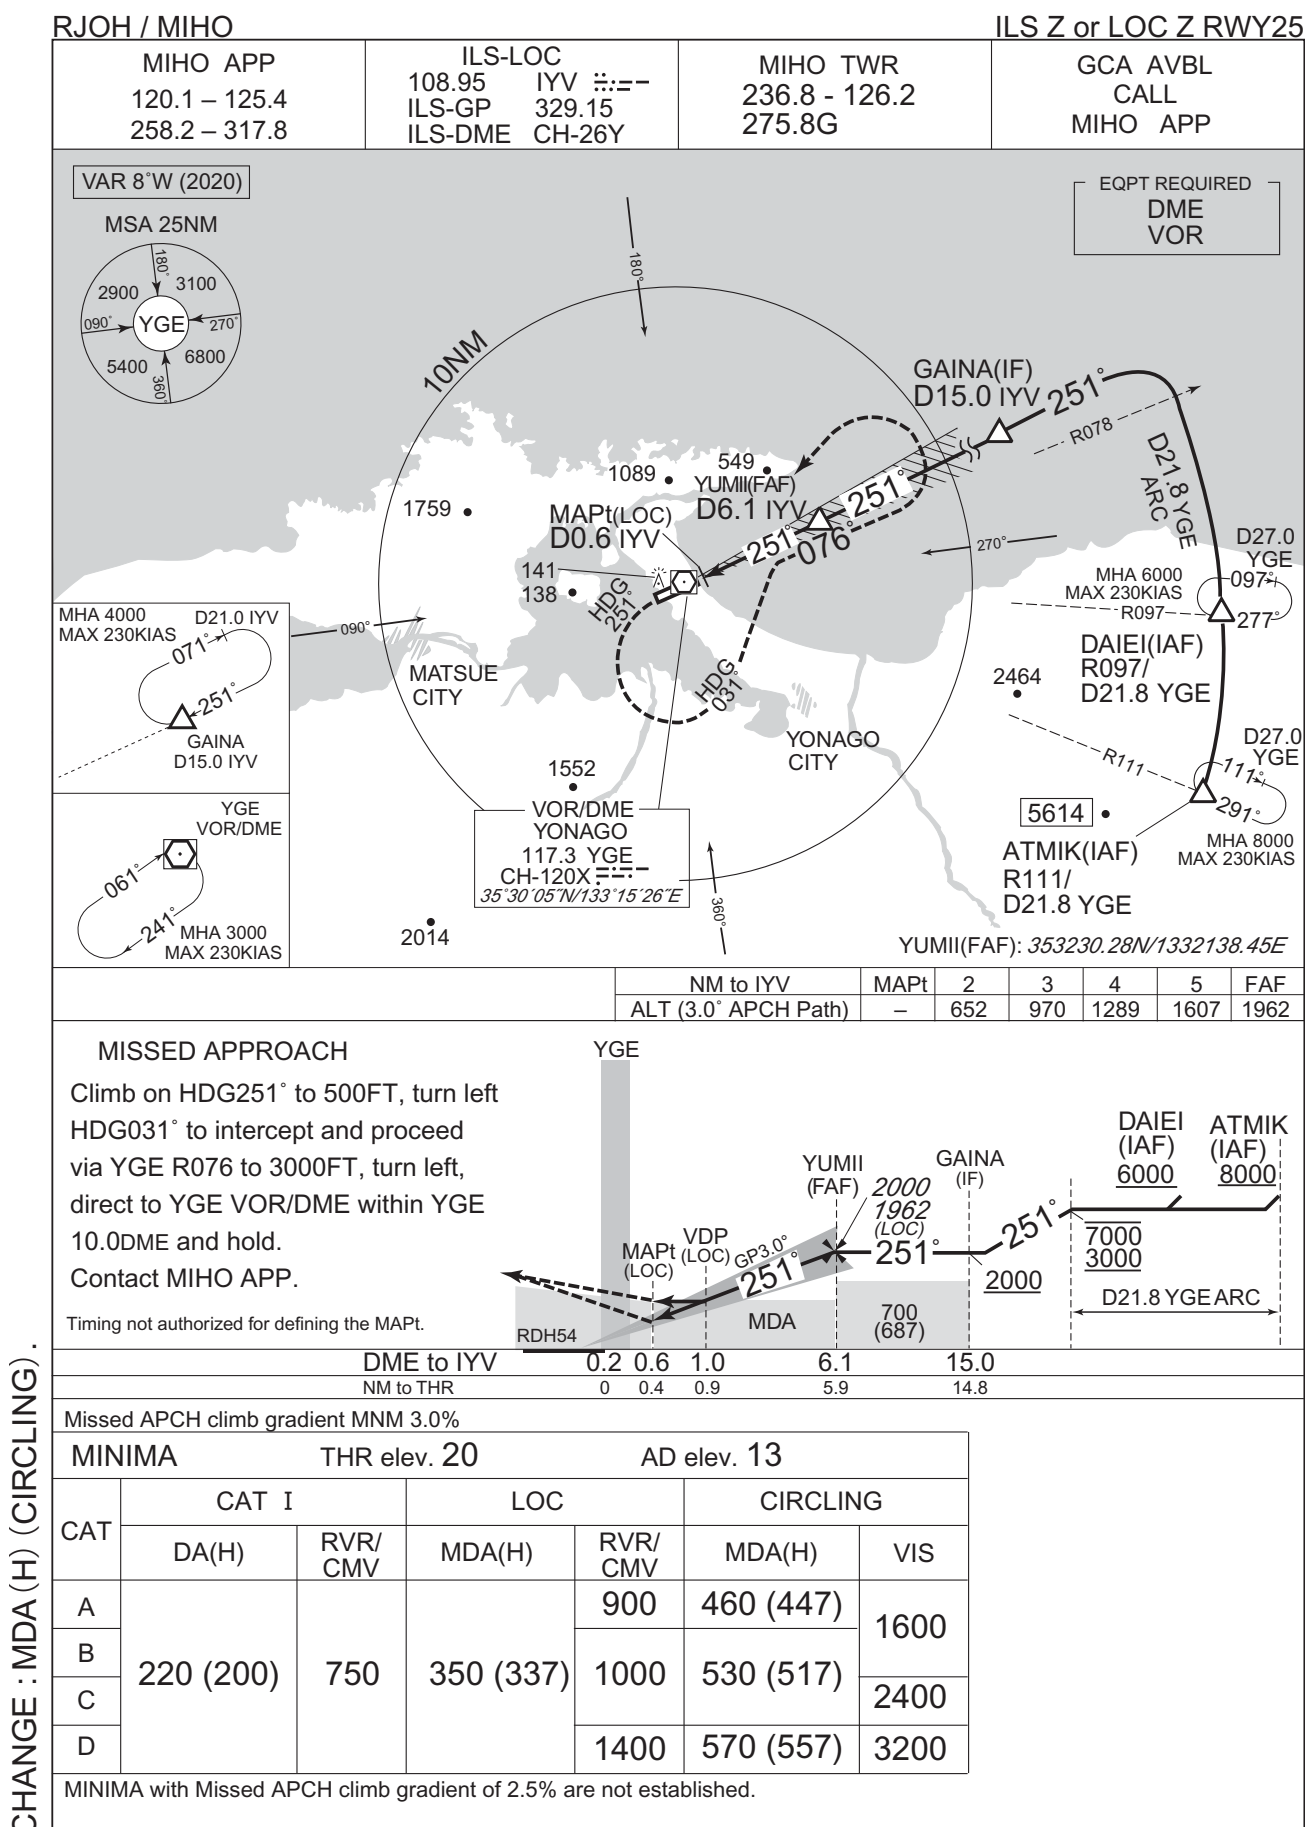 RJOH / MIHO
ILS Z or LOC Z RWY25
MIHO APP
120.1 – 125.4
258.2 – 317.8
ILS-LOC
108.95 IYV
ILS-GP 329.15
ILS-DME CH-26Y
MIHO TWR
236.8 - 126.2
275.8G
GCA AVBL
CALL
MIHO APP
VAR 8˚W (2020)
MSA 25NM
180˚
2900
3100
090˚
YGE
270˚
5400
6800
360˚
EQPT REQUIRED
DME
VOR
180˚
10NM
GAINA(IF)
D15.0 IYV
251˚
R078
D21.8 YGE
ARC
1089
549
YUMII(FAF)
D6.1 IYV
251˚
1759
MAPt(LOC)
D0.6 IYV
251˚
076˚
270˚
D27.0
YGE
097˚
MHA 6000
MAX 230KIAS
R097
277˚
141
138
HDG
251˚
DAIEI(IAF)
R097/
D21.8 YGE
MHA 4000
MAX 230KIAS
D21.0 IYV
071˚
251˚
GAINA
D15.0 IYV
090˚
MATSUE
CITY
HDG
031˚
2464
YONAGO
CITY
R111
D27.0
YGE
111˚
291˚
1552
5614
MHA 8000
MAX 230KIAS
ATMIK(IAF)
R111/
D21.8 YGE
VOR/DME
YONAGO
117.3 YGE
CH-120X
35˚30´05˝N/133˚15´26˝E
YGE
VOR/DME
061˚
241˚
MHA 3000
MAX 230KIAS
360˚
2014
YUMII(FAF): 353230.28N/1332138.45E
NM to IYV MAPt 2 3 4 5 FAF
ALT (3.0˚ APCH Path) – 652 970 1289 1607 1962
MISSED APPROACH
Climb on HDG251˚ to 500FT, turn left
HDG031˚ to intercept and proceed
via YGE R076 to 3000FT, turn left,
direct to YGE VOR/DME within YGE
10.0DME and hold.
Contact MIHO APP.
Timing not authorized for defining the MAPt.
YGE
DAIEI
(IAF)
6000
ATMIK
(IAF)
8000
YUMII
(FAF)
2000
1962
(LOC)
GAINA
(IF)
MAPt
(LOC)
VDP
(LOC)
GP3.0˚
251˚
251˚
251˚
7000
3000
2000
D21.8 YGE ARC
MDA
700
(687)
RDH54
DME to IYV 0.2 0.6 1.0 6.1 15.0
NM to THR 0 0.4 0.9 5.9 14.8
Missed APCH climb gradient MNM 3.0%
MINIMA THR elev. 20 AD elev. 13
CAT
CAT I
LOC
CIRCLING
DA(H)
RVR/
CMV
MDA(H)
RVR/
CMV
MDA(H)
VIS
A
B
C
D
220 (200)
750
350 (337)
900
1000
1400
460 (447)
530 (517)
570 (557)
1600
2400
3200
MINIMA with Missed APCH climb gradient of 2.5% are not established.
CHANGE : MDA(H) (CIRCLING).